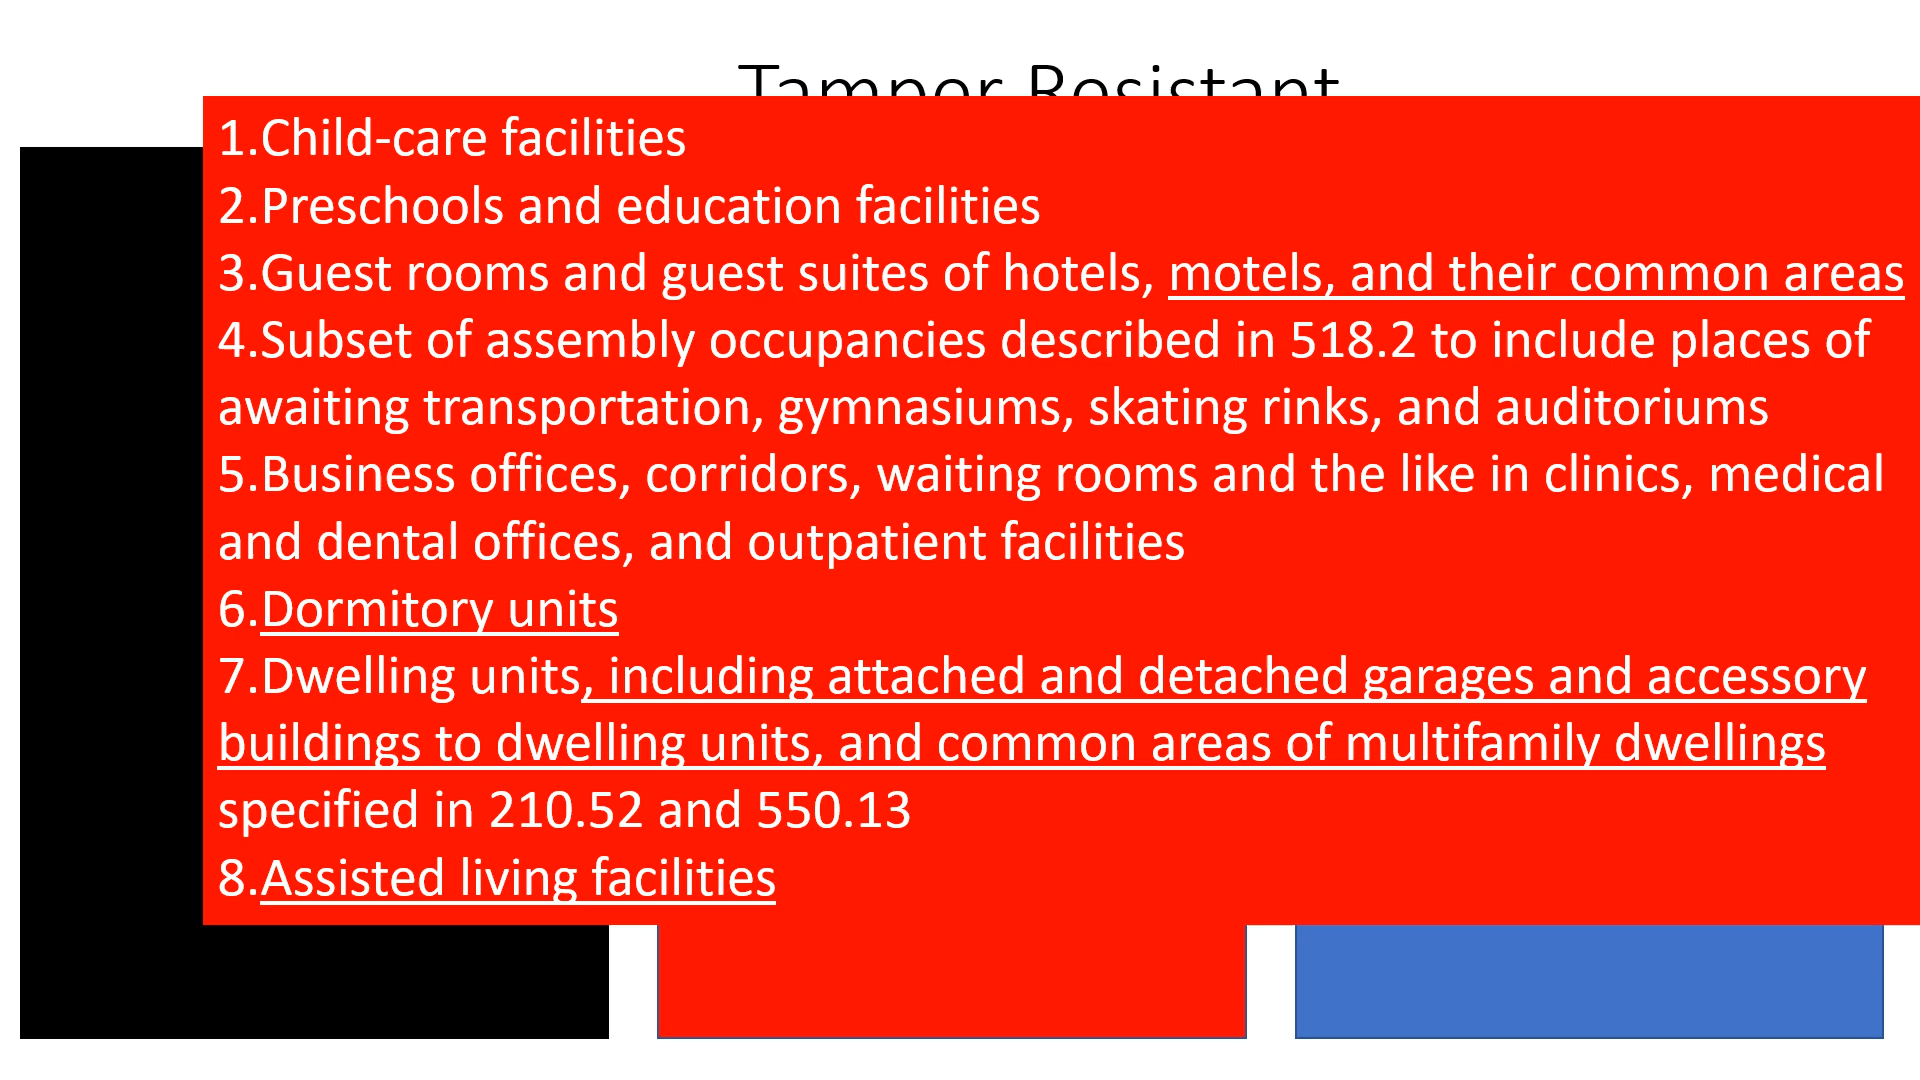 Tamper Resistant
1.Child-care facilities
2.Preschools and education facilities
3.Guest rooms and guest suites of hotels, motels, and their common areas
4.Subset of assembly occupancies described in 518.2 to include places of
awaiting transportation, gymnasiums, skating rinks, and auditoriums
5.Business offices, corridors, waiting rooms and the like in clinics, medical
and dental offices, and outpatient facilities
6.Dormitory units
7.Dwelling units, including attached and detached garages and accessory
buildings to dwelling units, and common areas of multifamily dwellings
specified in 210.52 and 550.13
8.Assisted living facilities